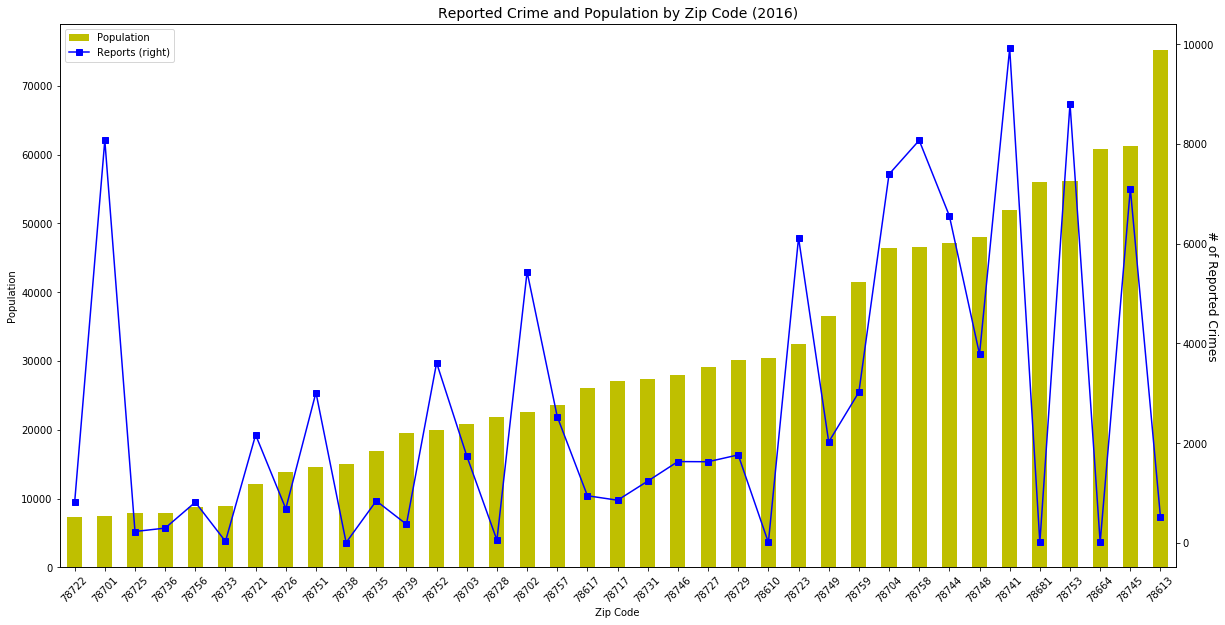 Reported Crime and Population by Zip Code (2016)
Population
Reports (right)
70000
60000
50000
40000
30000
20000
10000
0
Population
10000
8000
6000
4000
2000
0
# of Reported Crimes
78722 78701 78725 78736 78756 78733 78721 78726 78751 78738 78735 78739 78752 78703 78728 78702 78757 78617 78717 78731 78746 78727 78729 78610 78723 78749 78759 78704 78758 78744 78748 78741 78681 78753 78664 78745 78613
Zip Code